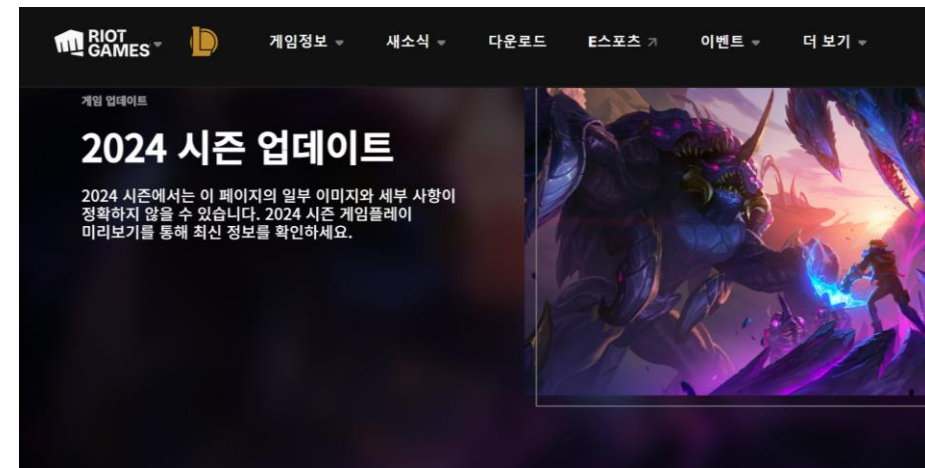 RIOT
GAMES
게임정보 새소식 다운로드 E스포츠 이벤트 더 보기
게임 업데이트
2024 시즌 업데이트
2024 시즌에서는 이 페이지의 일부 이미지와 세부 사항이
정확하지 않을 수 있습니다. 2024 시즌 게임플레이
미리보기를 통해 최신 정보를 확인하세요.